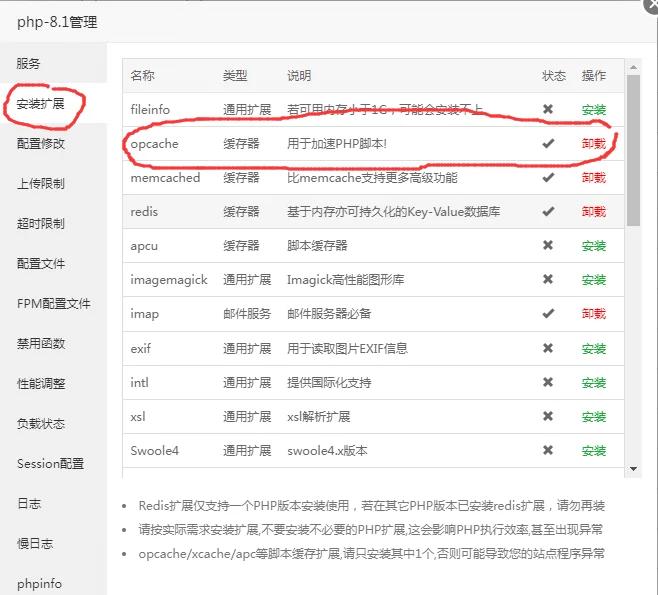 php-8.1管理
服务
安装扩展
配置修改
上传限制
超时限制
配置文件
FPM配置文件
禁用函数
性能调整
负载状态
Session配置
日志
慢日志
phpinfo
名称 类型 说明 状态 操作
fileinfo 通用扩展 若可用内存小于1G，可能会安装不上 ✖ 安装
opcache 缓存器 用于加速PHP脚本! ✔ 卸载
memcached 缓存器 比memcache支持更多高级功能 ✔ 卸载
redis 缓存器 基于内存亦可持久化的Key-Value数据库 ✔ 卸载
apcu 缓存器 脚本缓存器 ✖ 安装
imagemagick 通用扩展 Imagick高性能图形库 ✖ 安装
imap 邮件服务 邮件服务器必备 ✔ 卸载
exif 通用扩展 用于读取图片EXIF信息 ✖ 安装
intl 通用扩展 提供国际化支持 ✖ 安装
xsl 通用扩展 xsl解析扩展 ✖ 安装
Swoole4 通用扩展 swoole4.x版本 ✖ 安装
• Redis扩展仅支持一个PHP版本安装使用，若在其它PHP版本已安装redis扩展，请勿再装
• 请按实际需求安装扩展,不要安装不必要的PHP扩展,这会影响PHP执行效率,甚至出现异常
• opcache/xcache/apc等脚本缓存扩展,请只安装其中1个,否则可能导致您的站点程序异常